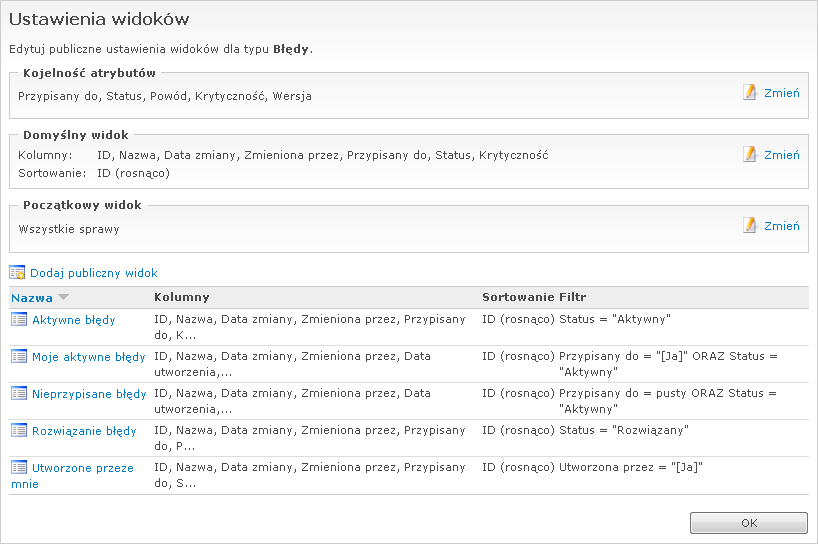 Ustawienia widoków
Edytuj publiczne ustawienia widoków dla typu Błędy.
Kojelność atrybutów
Przypisany do, Status, Powód, Krytyczność, Wersja
Zmień
Domyślny widok
Kolumny: ID, Nazwa, Data zmiany, Zmieniona przez, Przypisany do, Status, Krytyczność
Zmień
Sortowanie: ID (rosnąco)
Początkowy widok
Wszystkie sprawy
Zmień
Dodaj publiczny widok
Nazwa Kolumny Sortowanie Filtr
Aktywne błędy ID, Nazwa, Data zmiany, Zmieniona przez, Przypisany ID (rosnąco) Status = "Aktywny"
do, K...
Moje aktywne błędy ID, Nazwa, Data zmiany, Zmieniona przez, Data ID (rosnąco) Przypisany do = "[Ja]" ORAZ Status =
utworzenia,... "Aktywny"
Nieprzypisane błędy ID, Nazwa, Data zmiany, Zmieniona przez, Data ID (rosnąco) Przypisany do = pusty ORAZ Status =
utworzenia,... "Aktywny"
Rozwiązanie błędy ID, Nazwa, Data zmiany, Zmieniona przez, Przypisany ID (rosnąco) Status = "Rozwiązany"
do, P...
Utworzone przeze ID, Nazwa, Data zmiany, Zmieniona przez, Przypisany ID (rosnąco) Utworzona przez = "[Ja]"
mnie do, S...
OK